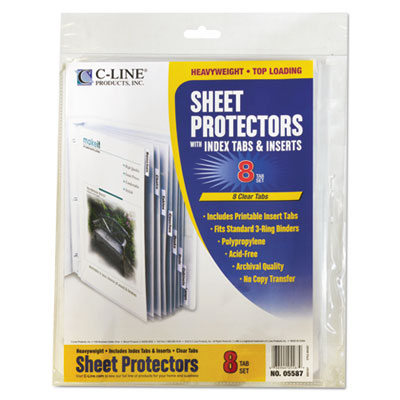 C-LINE®
PRODUCTS, INC.
HEAVYWEIGHT • TOP LOADING
SHEET
PROTECTORS
WITH INDEX TABS & INSERTS
8 TAB
SET
8 Clear Tabs
• Includes Printable Insert Tabs
• Fits Standard 3-Ring Binders
• Polypropylene
• Acid-Free
• Archival Quality
• No Copy Transfer
makeit
Heavyweight • Includes Index Tabs & Inserts • Clear Tabs
Sheet Protectors
8 TAB
SET
NO. 05587